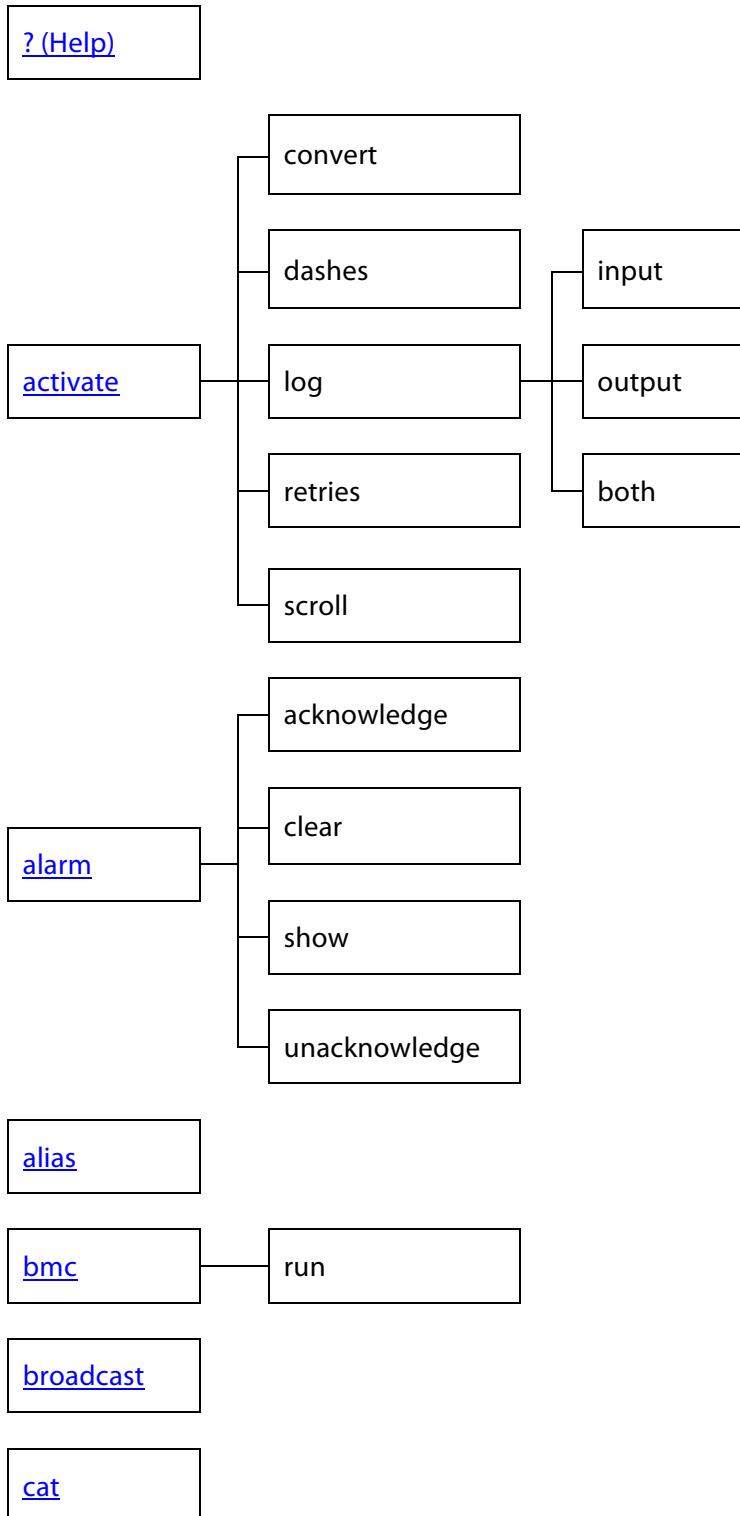 ? (Help)
activate
convert
dashes
log
input
output
both
retries
scroll
alarm
acknowledge
clear
show
unacknowledge
alias
bmc
run
broadcast
cat